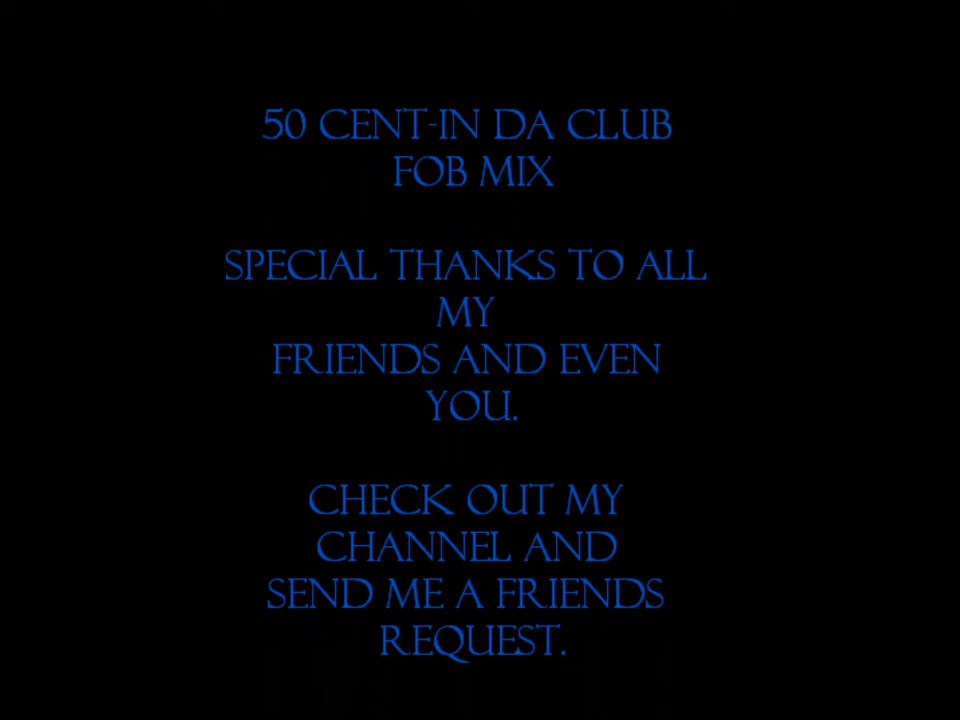 50 CENT-IN DA CLUB
FOB MIX
SPECIAL THANKS TO ALL
MY
FRIENDS AND EVEN
YOU.
CHECK OUT MY
CHANNEL AND
SEND ME A FRIENDS
REQUEST.